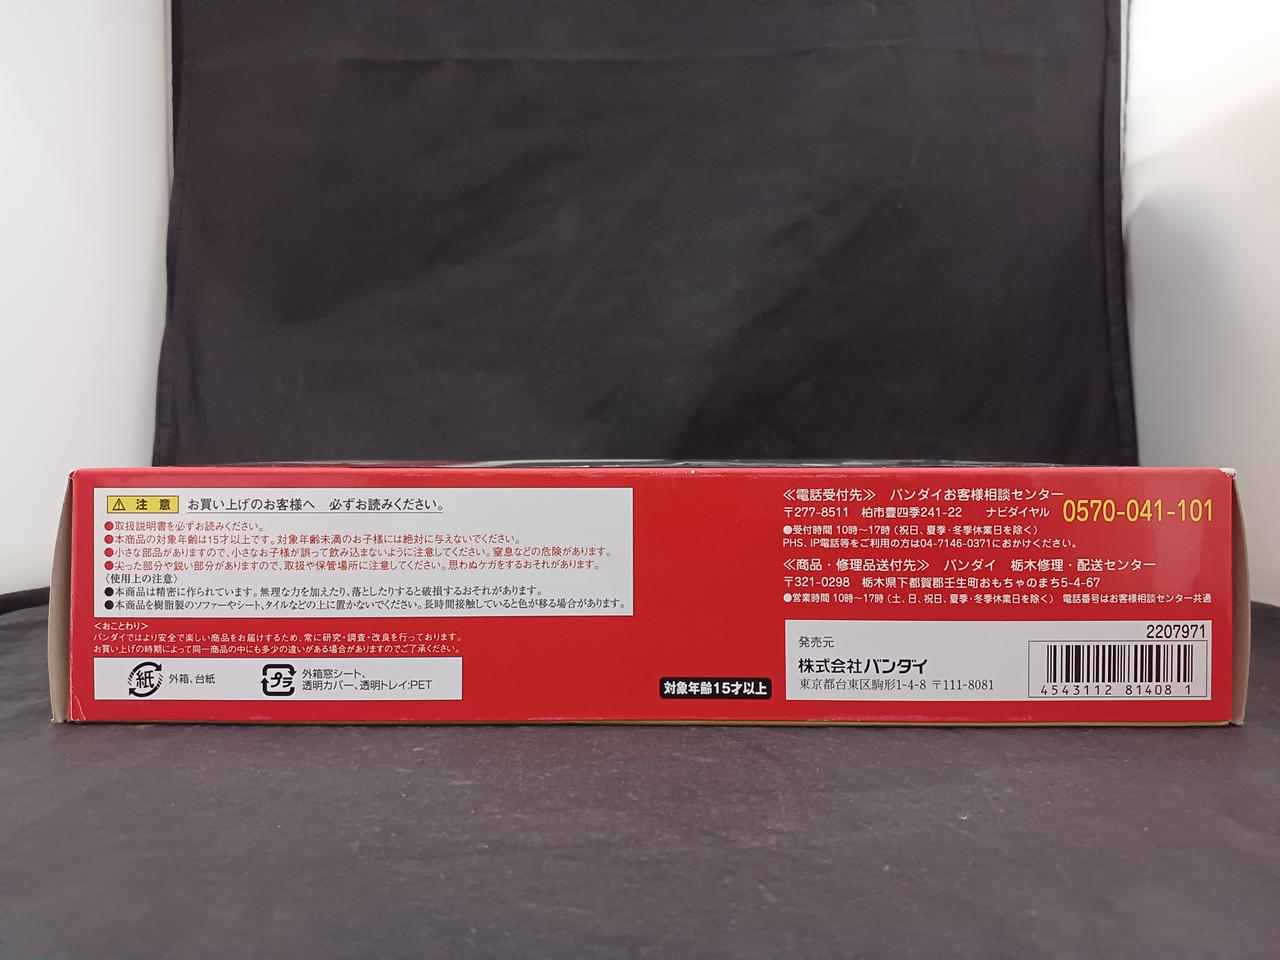 注意 お買い上げのお客様へ 必ずお読みください。
●取扱説明書を必ずお読みください。
●本商品の対象年齢は15才以上です。対象年齢未満のお子様には絶対に与えないでください。
●小さな部品がありますので、小さなお子様が誤って飲み込まないように注意してください。窒息などの危険があります。
●尖った部分や鋭い部分がありますので、取扱や保管場所に注意してください。思わぬケガをするおそれがあります。
〈使用上の注意〉
●本商品は精密に作られています。無理な力を加えたり、落としたりすると破損するおそれがあります。
●本商品を樹脂製のソファーやシート、タイルなどの上に置かないでください。長時間接触していると色が移る場合があります。
<おことわり>
バンダイではより安全で楽しい商品をお届けするため、常に研究・調査・改良を行っております。
お買い上げの時期によって同一商品の中にも多少の違いがある場合がありますのでご了承ください。
紙 外箱、台紙
プラ 外箱窓シート、
透明カバー、透明トレイ:PET
対象年齢15才以上
≪電話受付先≫ バンダイお客様相談センター
〒277-8511 柏市豊四季241-22 ナビダイヤル 0570-041-101
●受付時間 10時〜17時(祝日、夏季・冬季休業日を除く)
PHS、IP電話等をご利用の方は04-7146-0371におかけください。
≪商品・修理品送付先≫ バンダイ 栃木修理・配送センター
〒321-0298 栃木県下都賀郡壬生町おもちゃのまち5-4-67
●営業時間 10時〜17時(土、日、祝日、夏季・冬季休業日を除く) 電話番号はお客様相談センター共通
発売元
株式会社バンダイ
東京都台東区駒形1-4-8 〒111-8081
2207971
4543112 81408 1